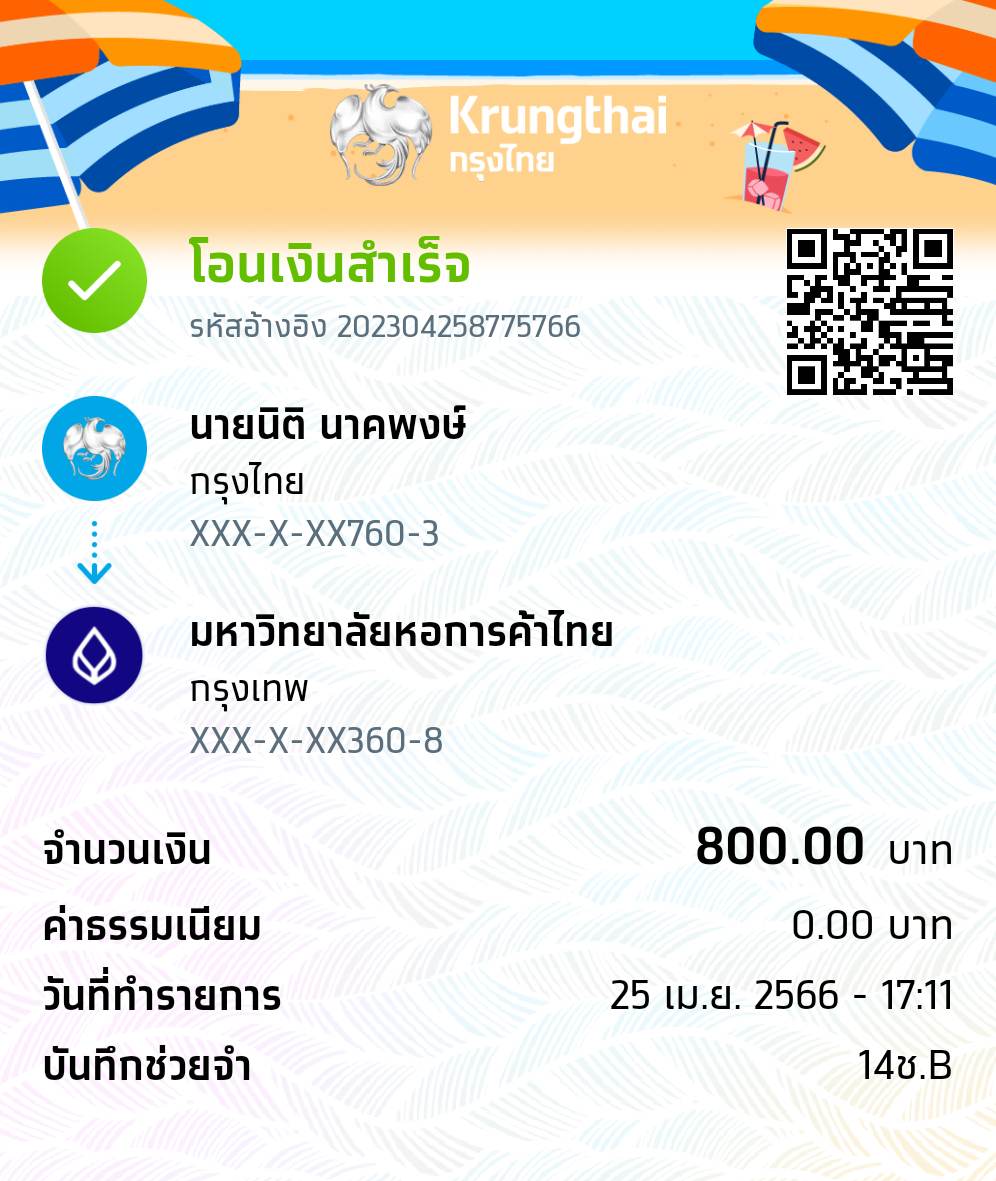 Krungthai
กรุงไทย
โอนเงินสำเร็จ
รหัสอ้างอิง 202304258775766
นายนิติ นาคพงษ์
กรุงไทย
XXX-X-XX760-3
มหาวิทยาลัยหอการค้าไทย
กรุงเทพ
XXX-X-XX360-8
จำนวนเงิน 800.00 บาท
ค่าธรรมเนียม 0.00 บาท
วันที่ทำรายการ 25 เม.ย. 2566 - 17:11
บันทึกช่วยจำ 14ช.B